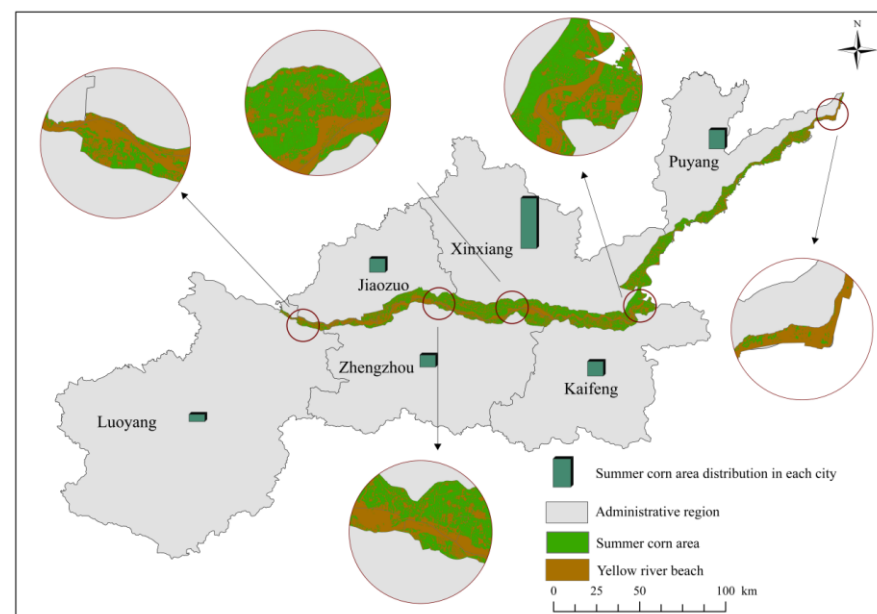 N
Puyang
Xinxiang
Jiaozuo
Zhengzhou
Kaifeng
Luoyang
Summer corn area distribution in each city
Administrative region
Summer corn area
Yellow river beach
0 25 50 100 km